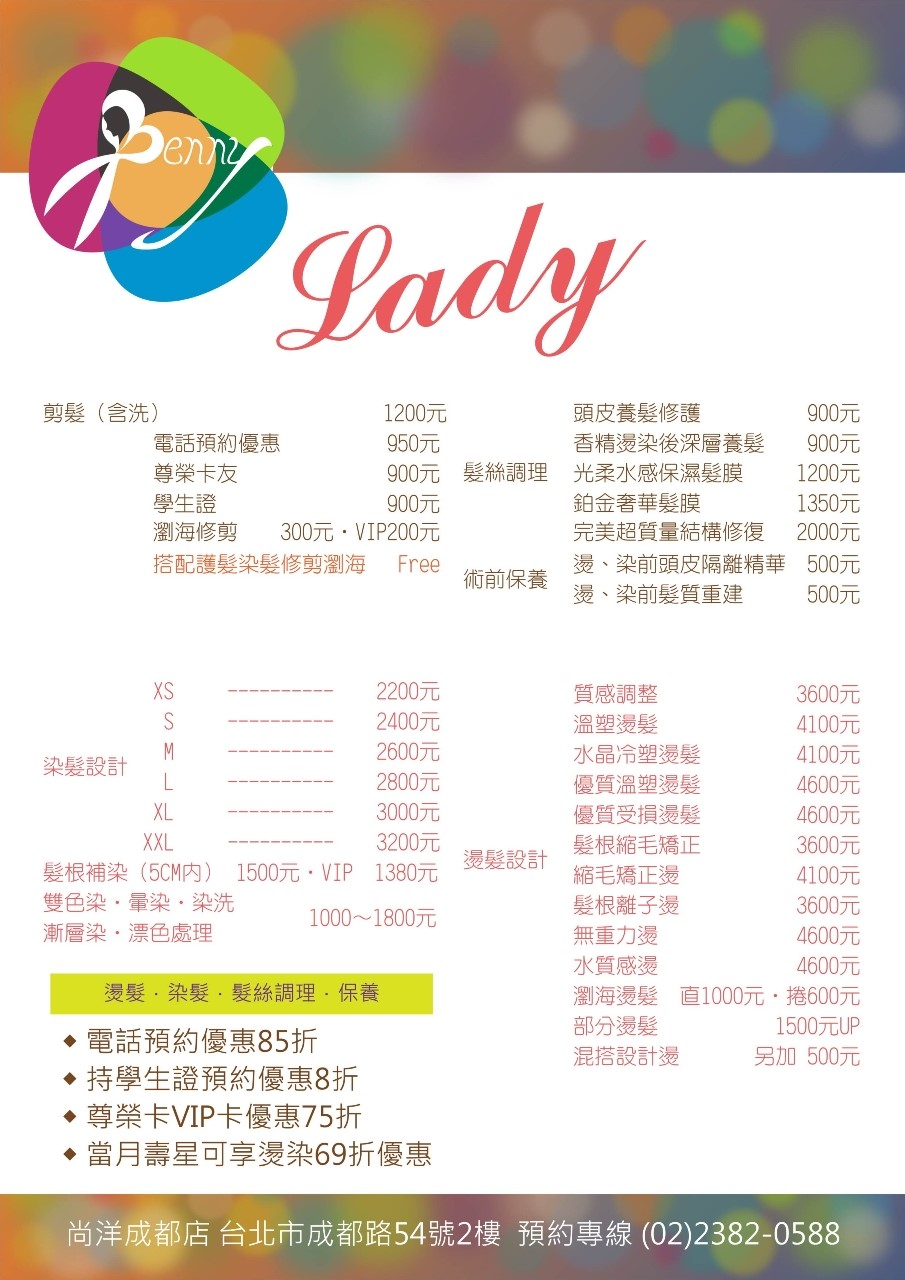 Penny
Lady
剪髮（含洗） 1200元
電話預約優惠 950元
尊榮卡友 900元
學生證 900元
瀏海修剪 300元・VIP200元
搭配護髮染髮修剪瀏海 Free
髮絲調理
頭皮養髮修護 900元
香精燙染後深層養髮 900元
光柔水感保濕髮膜 1200元
鉑金奢華髮膜 1350元
完美超質量結構修復 2000元
術前保養
燙、染前頭皮隔離精華 500元
燙、染前髮質重建 500元
染髮設計
XS ---------- 2200元
S ---------- 2400元
M ---------- 2600元
L ---------- 2800元
XL ---------- 3000元
XXL ---------- 3200元
髮根補染（5CM內） 1500元・VIP 1380元
雙色染・暈染・染洗
漸層染・漂色處理
1000～1800元
燙髮設計
質感調整 3600元
溫塑燙髮 4100元
水晶冷塑燙髮 4100元
優質溫塑燙髮 4600元
優質受損燙髮 4600元
髮根縮毛矯正 3600元
縮毛矯正燙 4100元
髮根離子燙 3600元
無重力燙 4600元
水質感燙 4600元
瀏海燙髮 直1000元・捲600元
部分燙髮 1500元UP
混搭設計燙 另加 500元
燙髮．染髮．髮絲調理．保養
◆ 電話預約優惠85折
◆ 持學生證預約優惠8折
◆ 尊榮卡VIP卡優惠75折
◆ 當月壽星可享燙染69折優惠
尚洋成都店 台北市成都路54號2樓 預約專線 (02)2382-0588